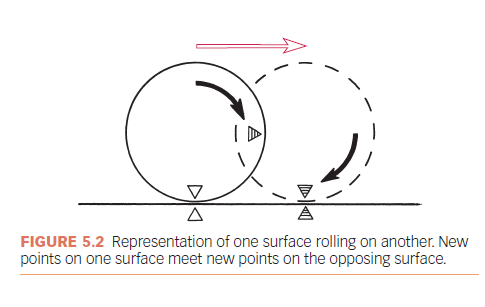 FIGURE 5.2 Representation of one surface rolling on another. New
points on one surface meet new points on the opposing surface.